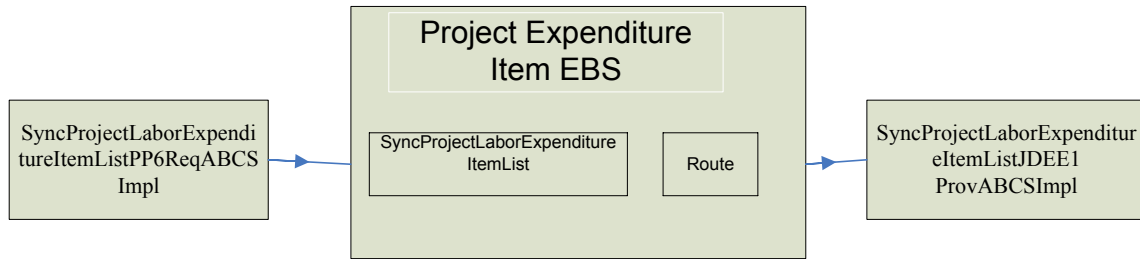 Project Expenditure
Item EBS
SyncProjectLaborExpendi
tureItemListPP6ReqABCS
Impl
SyncProjectLaborExpenditure
ItemList
Route
SyncProjectLaborExpenditur
eItemListJDEE1
ProvABCSImpl